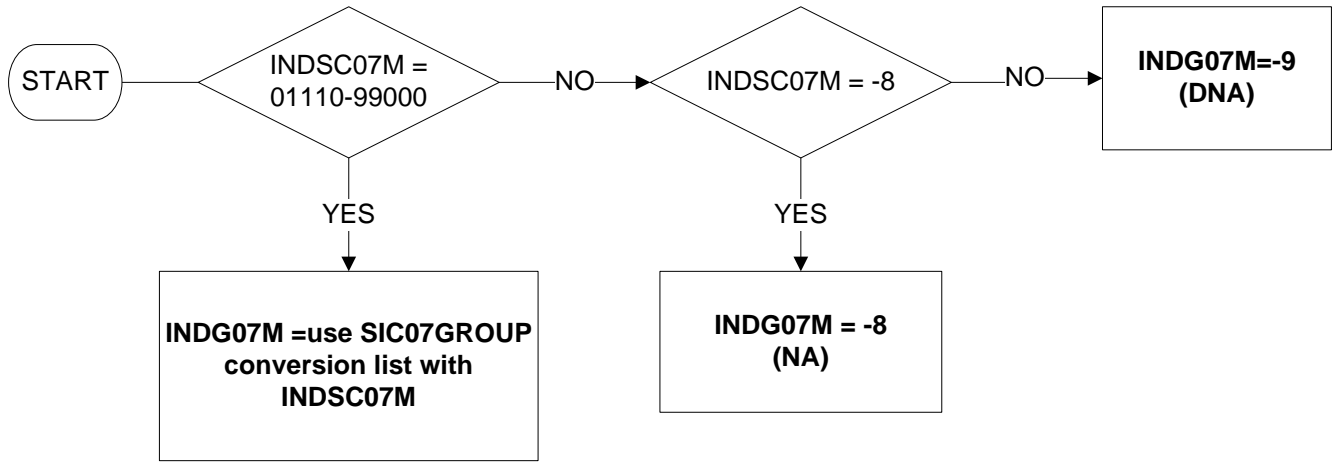 START
INDSC07M =
01110-99000
NO
INDSC07M = -8
NO
INDG07M=-9
(DNA)
YES
YES
INDG07M =use SIC07GROUP
conversion list with
INDSC07M
INDG07M = -8
(NA)